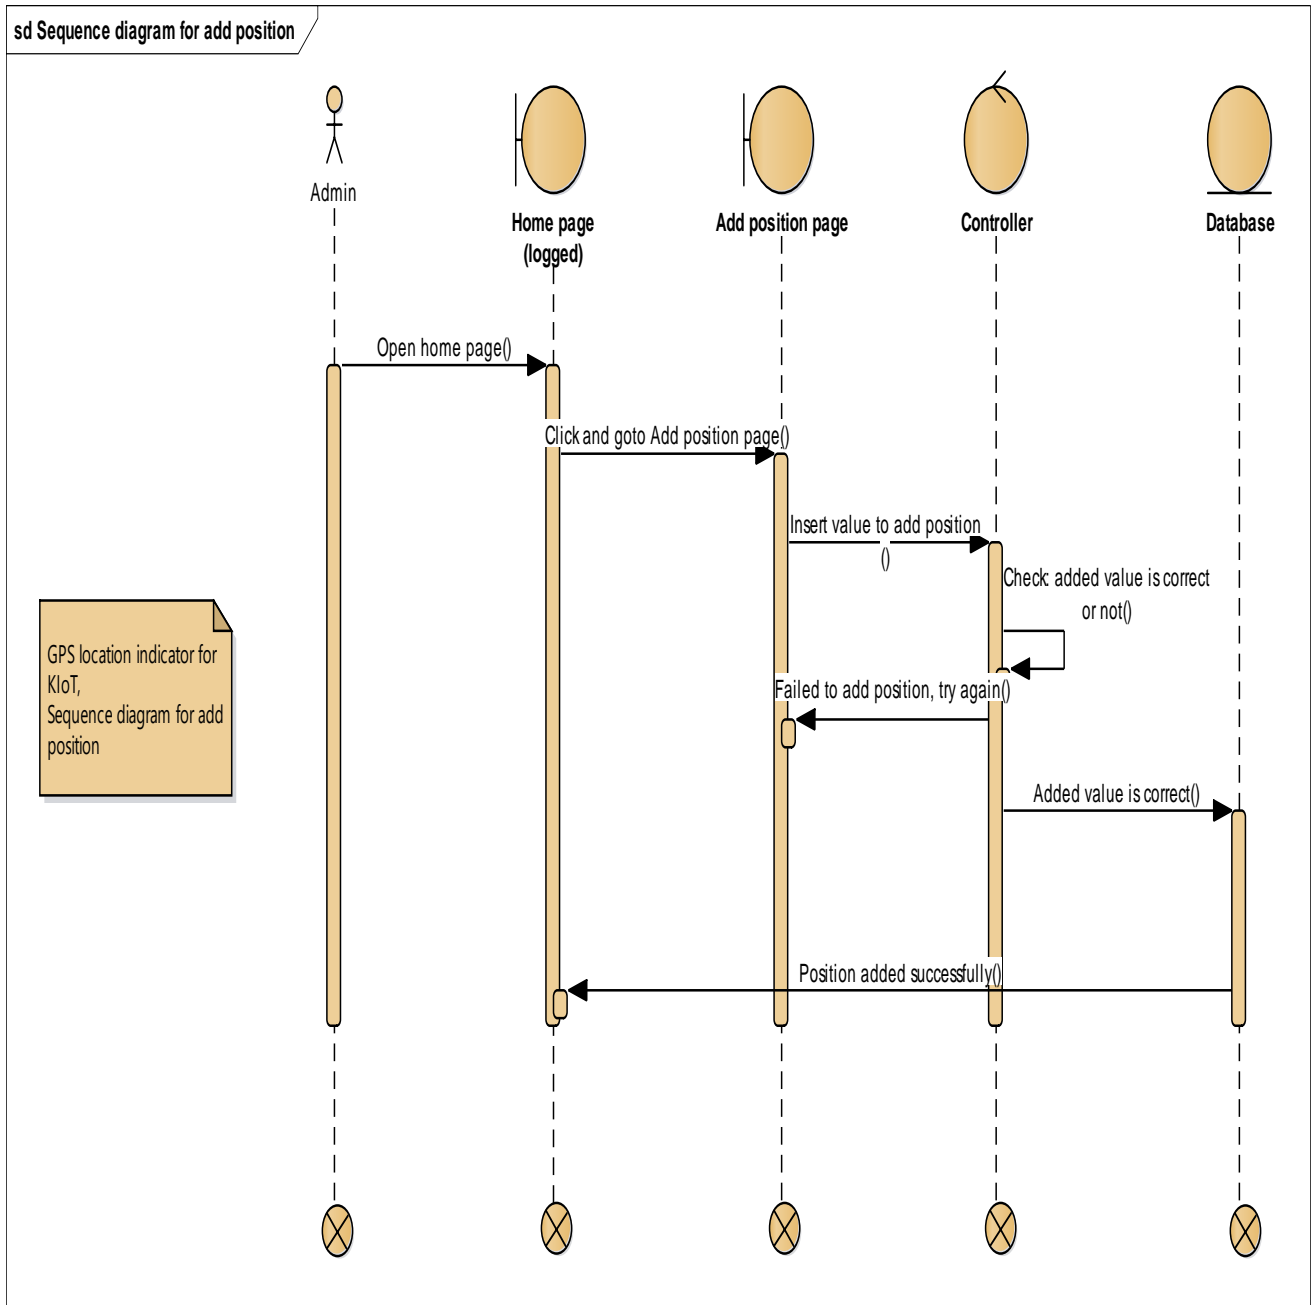 sd Sequence diagram for add position
Admin
Home page
(logged)
Add position page
Controller
Database
Open home page()
Click and goto Add position page()
Insert value to add position
()
Check: added value is correct
or not()
GPS location indicator for
KIoT,
Sequence diagram for add
position
Failed to add position, try again()
Added value is correct()
Position added successfully()